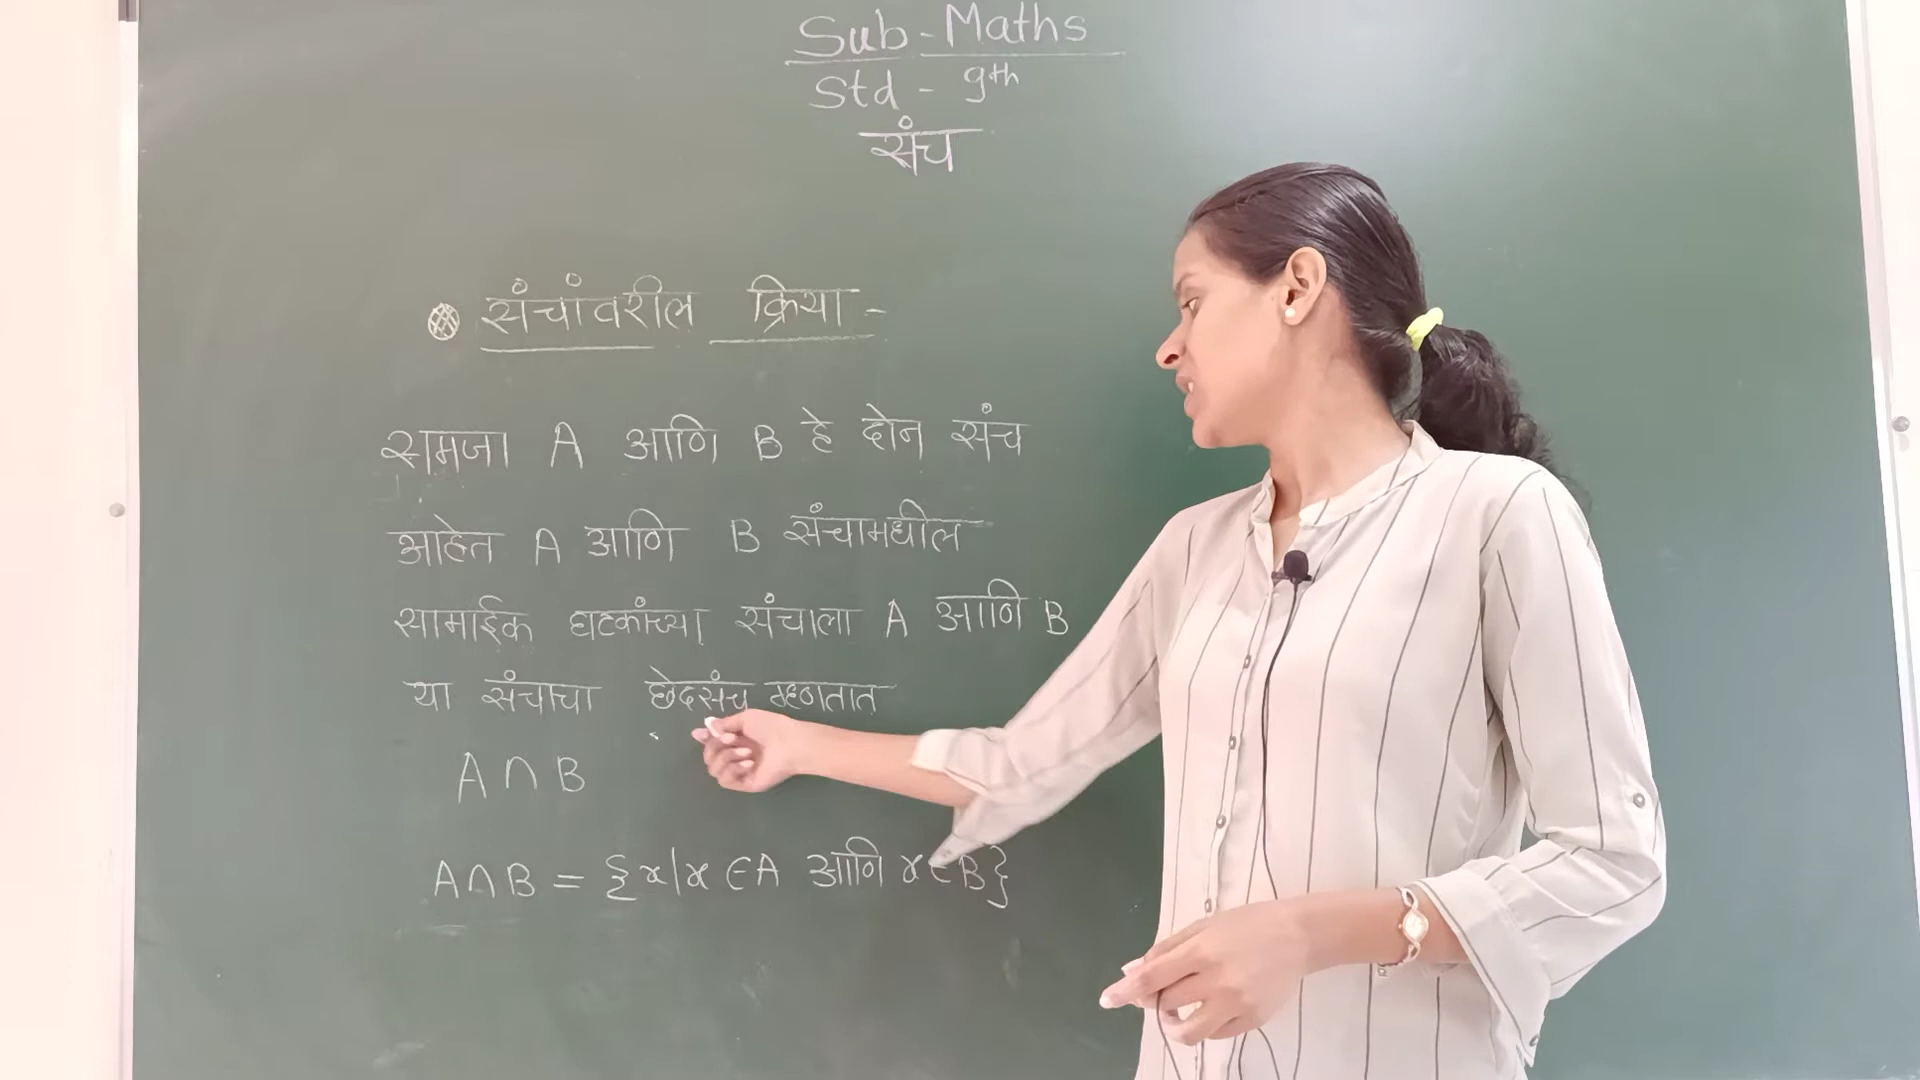 Sub - Maths
Std - 9th
संच
संचांवरील क्रिया -
समजा A आणि B हे दोन संच
आहेत A आणि B संचामधील
सामाईक घटकांच्या संचाला A आणि B
या संचाचा छेदसंच म्हणतात
A ∩ B
A ∩ B = {x/x ∈ A आणि x ∈ B}